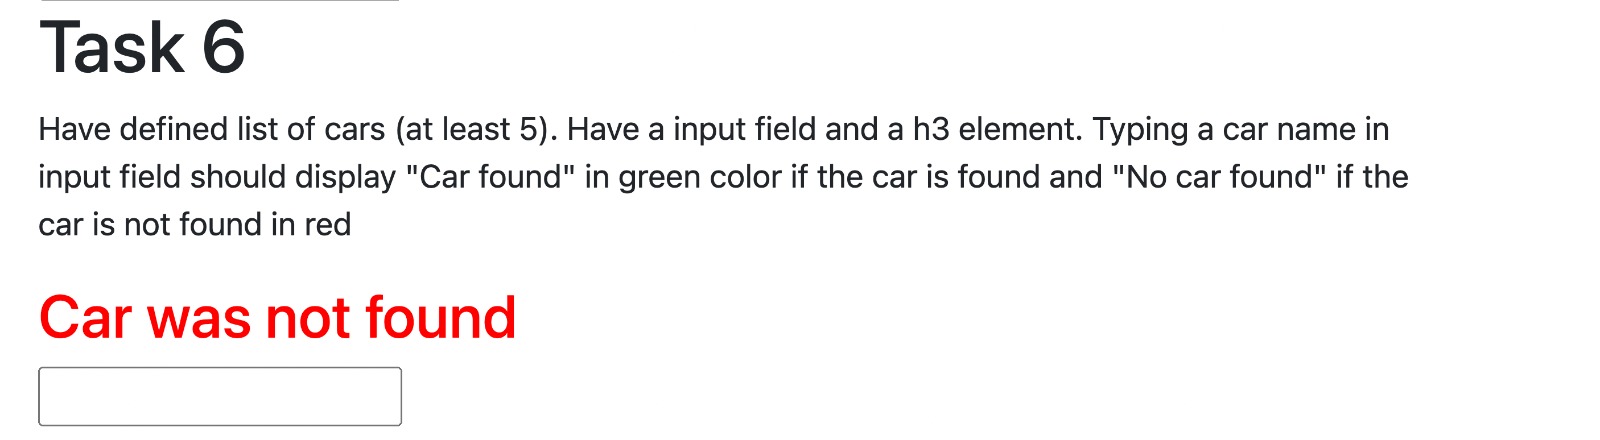 Task 6
Have defined list of cars (at least 5). Have a input field and a h3 element. Typing a car name in
input field should display "Car found" in green color if the car is found and "No car found" if the
car is not found in red
Car was not found